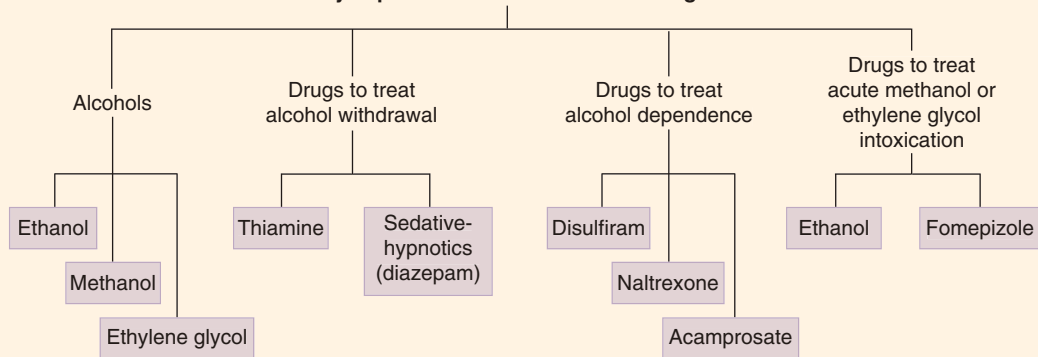 Alcohols
Drugs to treat
alcohol withdrawal
Drugs to treat
alcohol dependence
Drugs to treat
acute methanol or
ethylene glycol
intoxication
Ethanol
Methanol
Ethylene glycol
Thiamine
Sedative-
hypnotics
(diazepam)
Disulfiram
Naltrexone
Acamprosate
Ethanol
Fomepizole